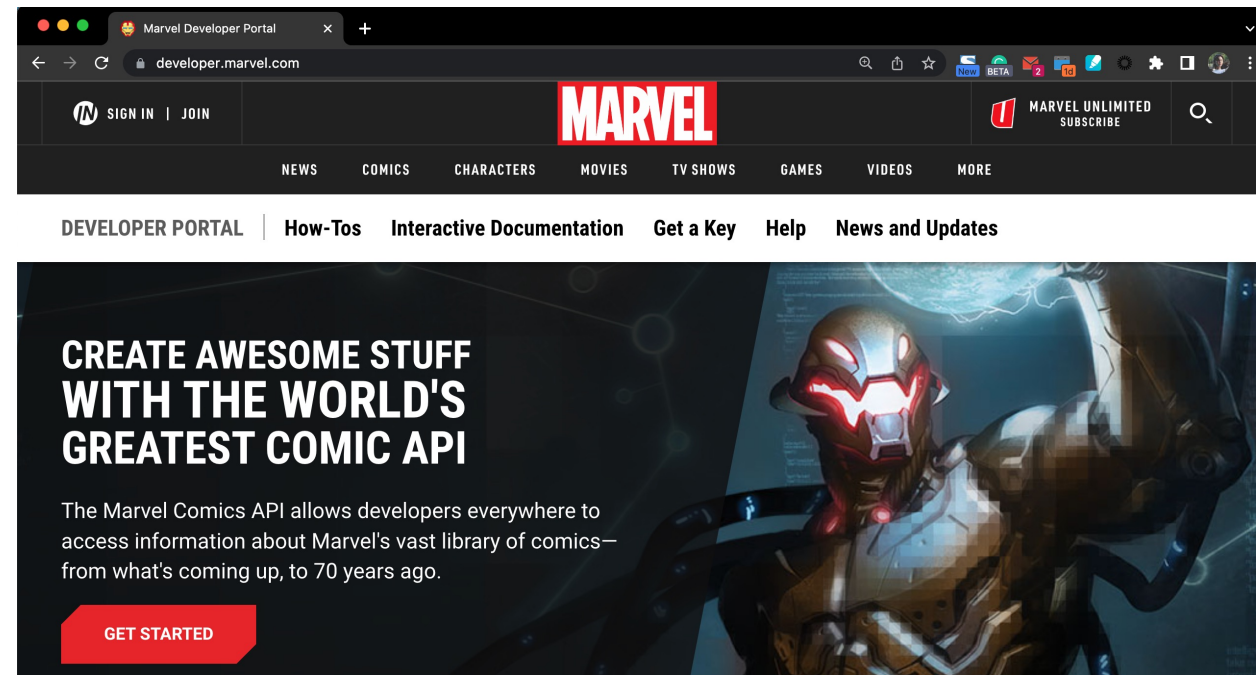 Marvel Developer Portal
developer.marvel.com
New BETA 2 1d
IN SIGN IN | JOIN
MARVEL
MARVEL UNLIMITED
SUBSCRIBE
NEWS COMICS CHARACTERS MOVIES TV SHOWS GAMES VIDEOS MORE
DEVELOPER PORTAL How-Tos Interactive Documentation Get a Key Help News and Updates
CREATE AWESOME STUFF
WITH THE WORLD'S
GREATEST COMIC API
The Marvel Comics API allows developers everywhere to
access information about Marvel's vast library of comics—
from what's coming up, to 70 years ago.
GET STARTED